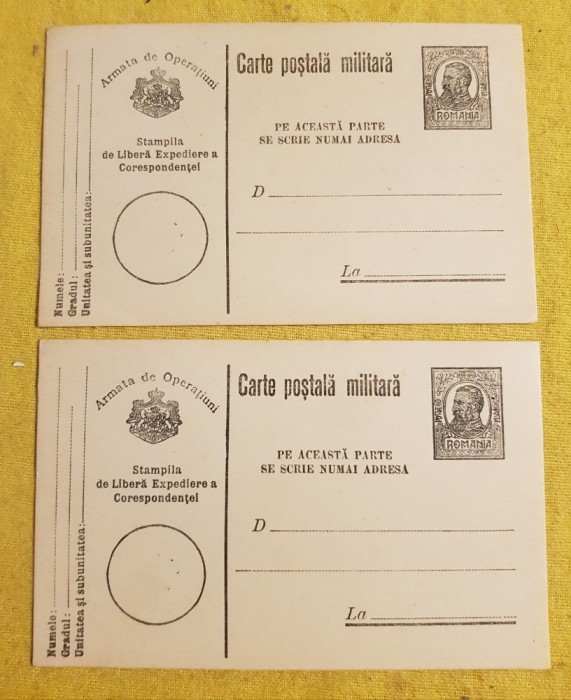 Numele:
Gradul:
Unitatea și subunitatea:
Armata de Operațiuni
Stampila
de Liberă Expediere a
Corespondenței
Carte poștală militară
ROMANIA
PE ACEASTĂ PARTE
SE SCRIE NUMAI ADRESA
D
La
Numele:
Gradul:
Unitatea și subunitatea:
Armata de Operațiuni
Stampila
de Liberă Expediere a
Corespondenței
Carte poștală militară
ROMANIA
PE ACEASTĂ PARTE
SE SCRIE NUMAI ADRESA
D
La